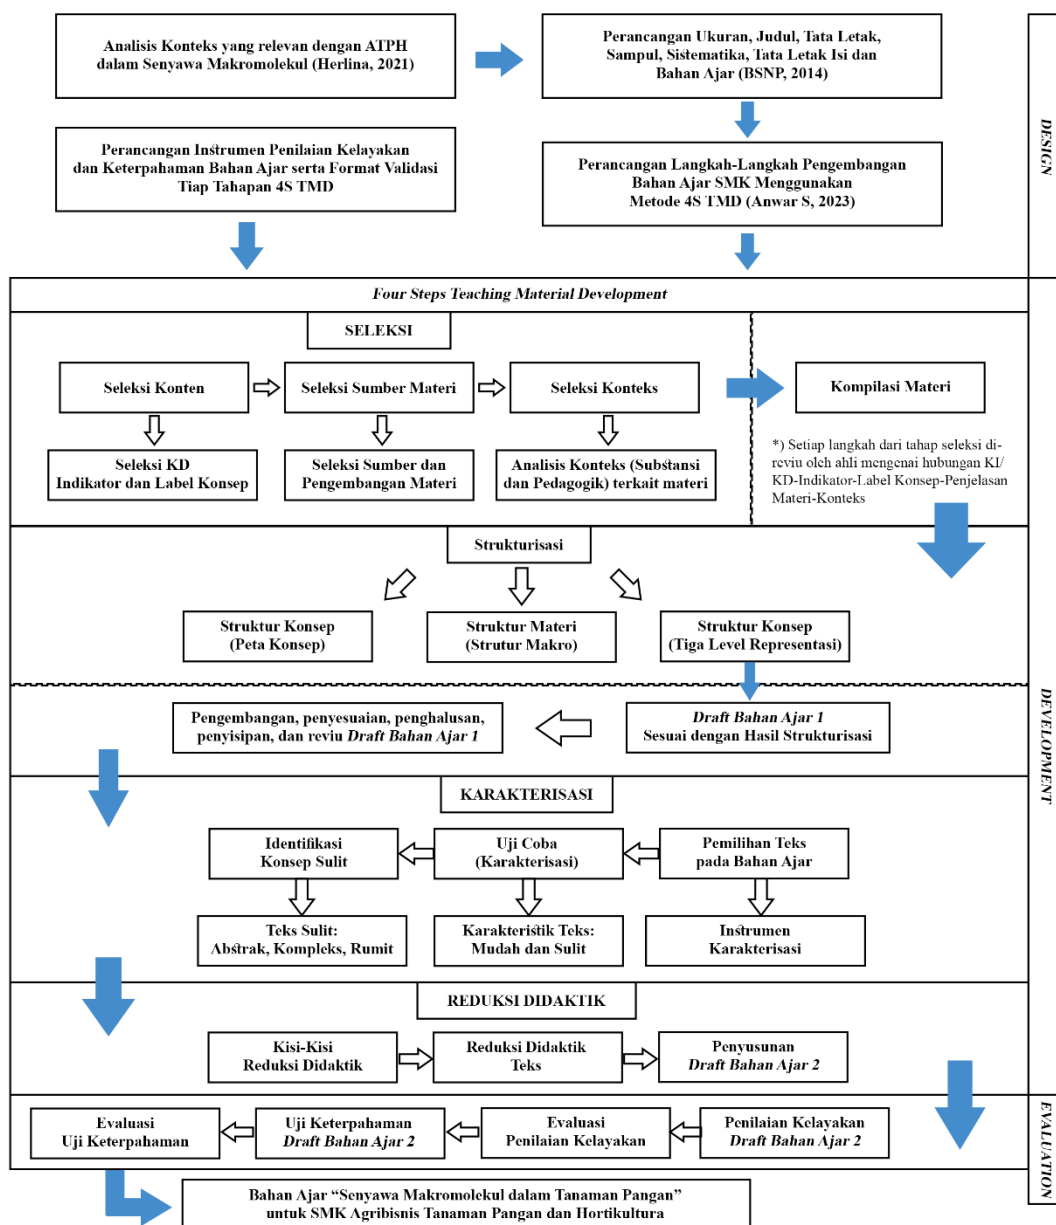 Analisis Konteks yang relevan dengan ATPH
dalam Senyawa Makromolekul (Herlina, 2021)
Perancangan Ukuran, Judul, Tata Letak,
Sampul, Sistematika, Tata Letak Isi dan
Bahan Ajar (BSNP, 2014)
Perancangan Instrumen Penilaian Kelayakan
dan Keterpahaman Bahan Ajar serta Format Validasi
Tiap Tahapan 4S TMD
Perancangan Langkah-Langkah Pengembangan
Bahan Ajar SMK Menggunakan
Metode 4S TMD (Anwar S, 2023)
DESIGN
Four Steps Teaching Material Development
SELEKSI
Seleksi Konten
Seleksi Sumber Materi
Seleksi Konteks
Kompilasi Materi
Seleksi KD
Indikator dan Label Konsep
Seleksi Sumber dan
Pengembangan Materi
Analisis Konteks (Substansi
dan Pedagogik) terkait materi
*) Setiap langkah dari tahap seleksi di-
reviu oleh ahli mengenai hubungan KI/
KD-Indikator-Label Konsep-Penjelasan
Materi-Konteks
Strukturisasi
Struktur Konsep
(Peta Konsep)
Struktur Materi
(Strutur Makro)
Struktur Konsep
(Tiga Level Representasi)
Pengembangan, penyesuaian, penghalusan,
penyisipan, dan reviu Draft Bahan Ajar 1
Draft Bahan Ajar 1
Sesuai dengan Hasil Strukturisasi
DEVELOPMENT
KARAKTERISASI
Identifikasi
Konsep Sulit
Uji Coba
(Karakterisasi)
Pemilihan Teks
pada Bahan Ajar
Teks Sulit:
Abstrak, Kompleks, Rumit
Karakteristik Teks:
Mudah dan Sulit
Instrumen
Karakterisasi
REDUKSI DIDAKTIK
Kisi-Kisi
Reduksi Didaktik
Reduksi Didaktik
Teks
Penyusunan
Draft Bahan Ajar 2
Evaluasi
Uji Keterpahaman
Uji Keterpahaman
Draft Bahan Ajar 2
Evaluasi
Penilaian Kelayakan
Penilaian Kelayakan
Draft Bahan Ajar 2
EVALUATION
Bahan Ajar “Senyawa Makromolekul dalam Tanaman Pangan”
untuk SMK Agribisnis Tanaman Pangan dan Hortikultura